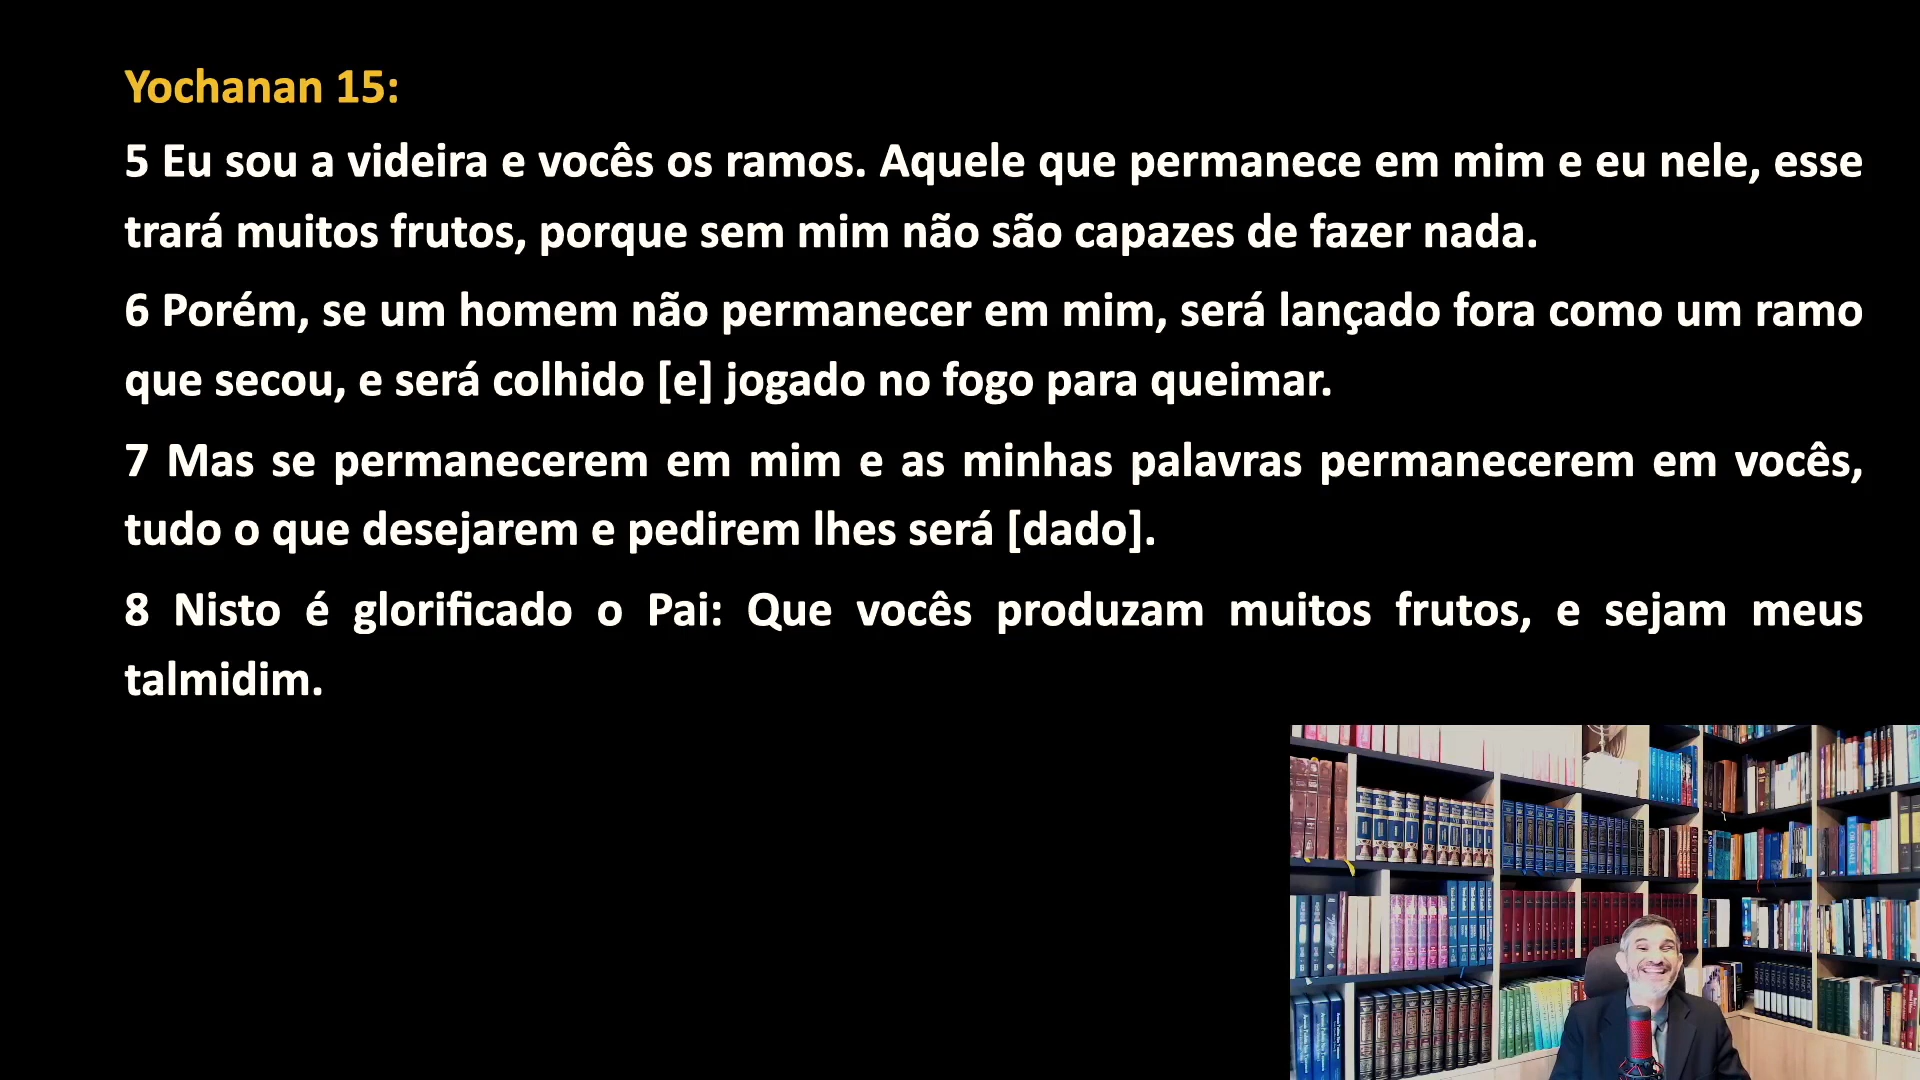 Yochanan 15:
5 Eu sou a videira e vocês os ramos. Aquele que permanece em mim e eu nele, esse
trará muitos frutos, porque sem mim não são capazes de fazer nada.
6 Porém, se um homem não permanecer em mim, será lançado fora como um ramo
que secou, e será colhido [e] jogado no fogo para queimar.
7 Mas se permanecerem em mim e as minhas palavras permanecerem em vocês,
tudo o que desejarem e pedirem lhes será [dado].
8 Nisto é glorificado o Pai: Que vocês produzam muitos frutos, e sejam meus
talmidim.